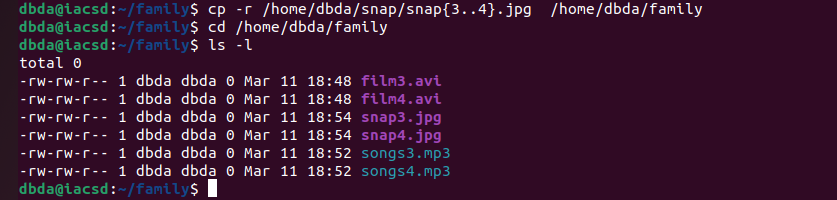 dbda@iacsd:~/family$ cp -r /home/dbda/snap/snap{3..4}.jpg  /home/dbda/family
dbda@iacsd:~/family$ cd /home/dbda/family
dbda@iacsd:~/family$ ls -l
total 0
-rw-rw-r-- 1 dbda dbda 0 Mar 11 18:48 film3.avi
-rw-rw-r-- 1 dbda dbda 0 Mar 11 18:48 film4.avi
-rw-rw-r-- 1 dbda dbda 0 Mar 11 18:54 snap3.jpg
-rw-rw-r-- 1 dbda dbda 0 Mar 11 18:54 snap4.jpg
-rw-rw-r-- 1 dbda dbda 0 Mar 11 18:52 songs3.mp3
-rw-rw-r-- 1 dbda dbda 0 Mar 11 18:52 songs4.mp3
dbda@iacsd:~/family$